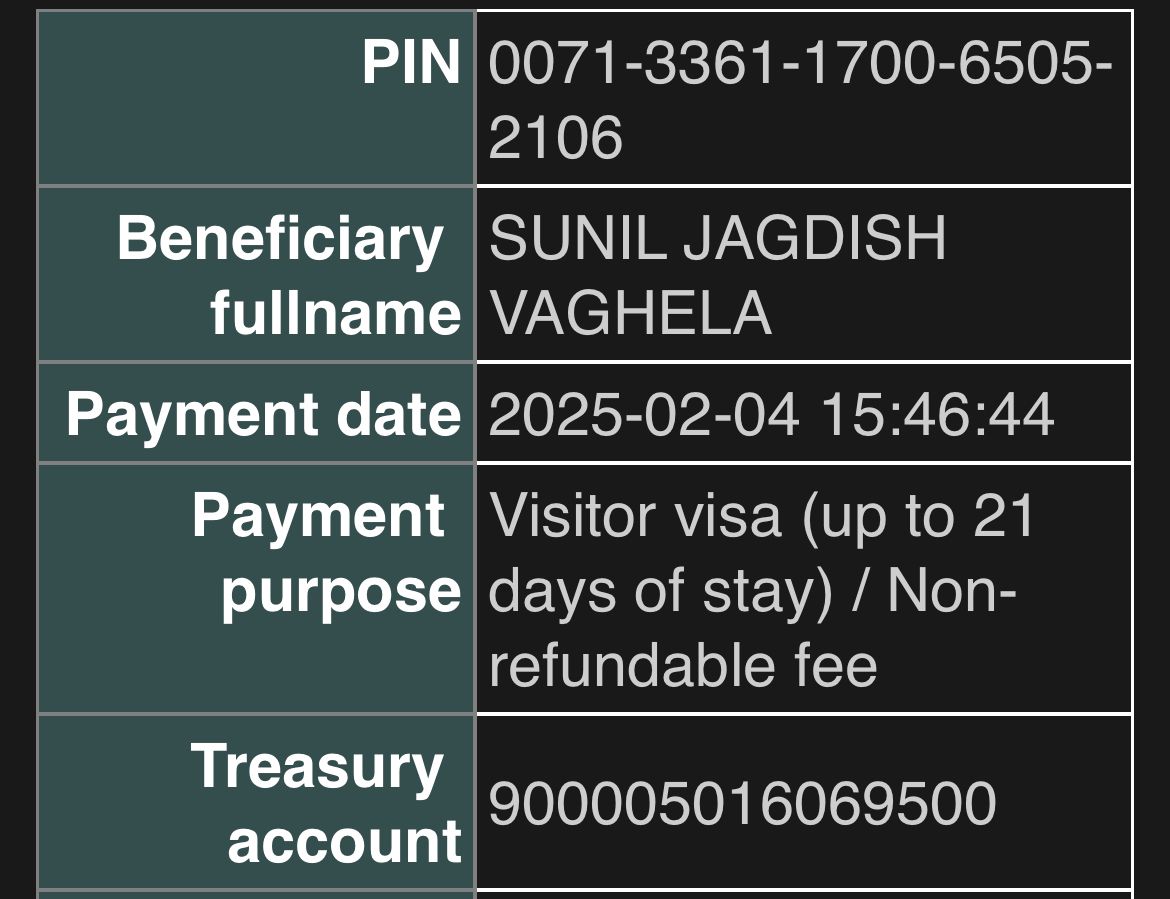 PIN
0071-3361-1700-6505-
2106
Beneficiary
fullname
SUNIL JAGDISH
VAGHELA
Payment date
2025-02-04 15:46:44
Payment
purpose
Visitor visa (up to 21
days of stay) / Non-
refundable fee
Treasury
account
900005016069500